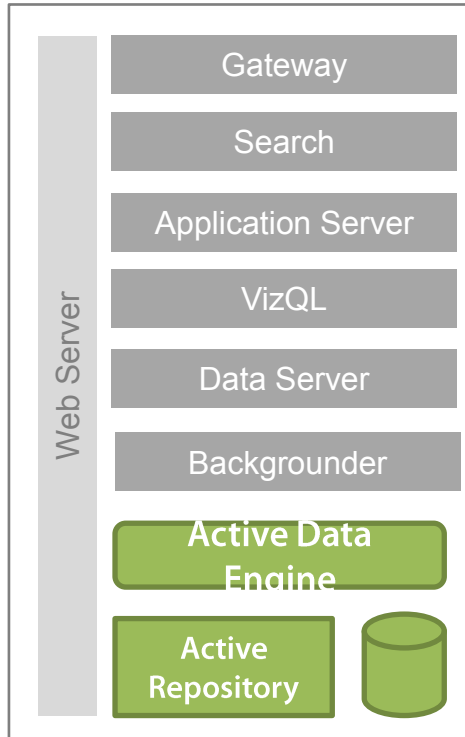 Gateway
Search
Application Server
VizQL
Data Server
Backgrounder
Active Data
Engine
Active
Repository
Web Server